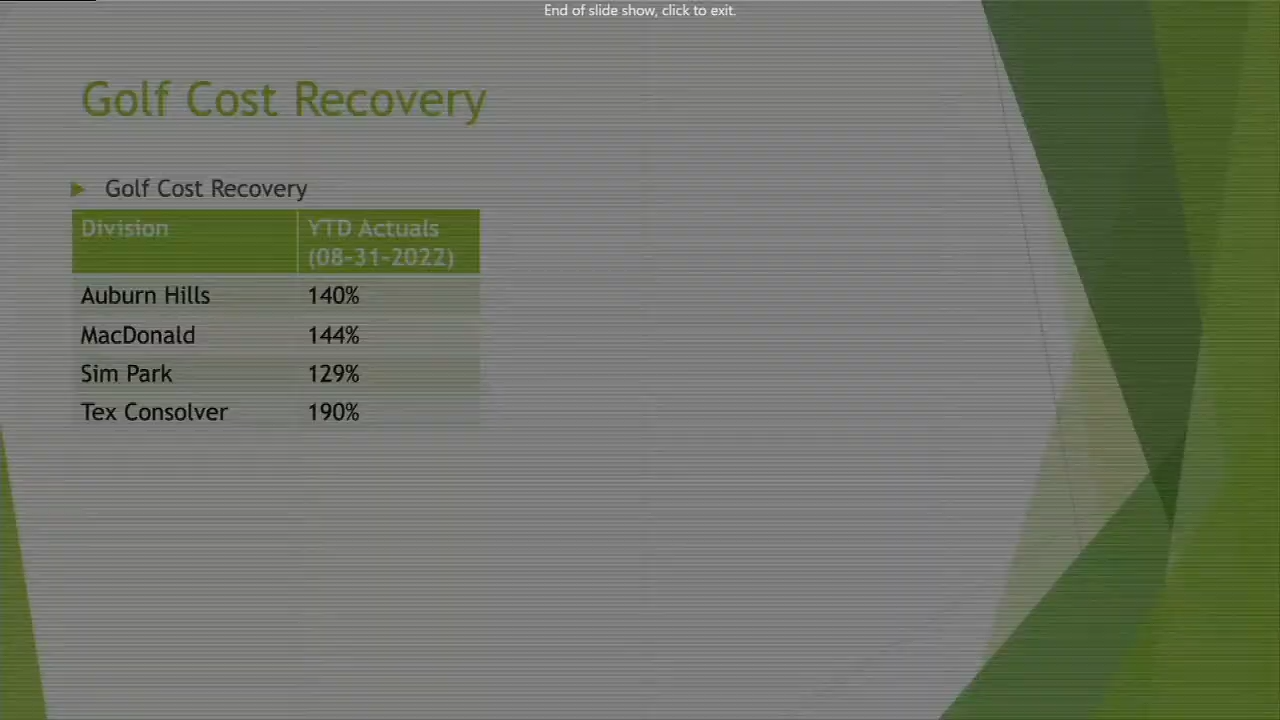 End of slide show, click to exit.
Golf Cost Recovery
Golf Cost Recovery
Division YTD Actuals
(08-31-2022)
Auburn Hills 140%
MacDonald 144%
Sim Park 129%
Tex Consolver 190%